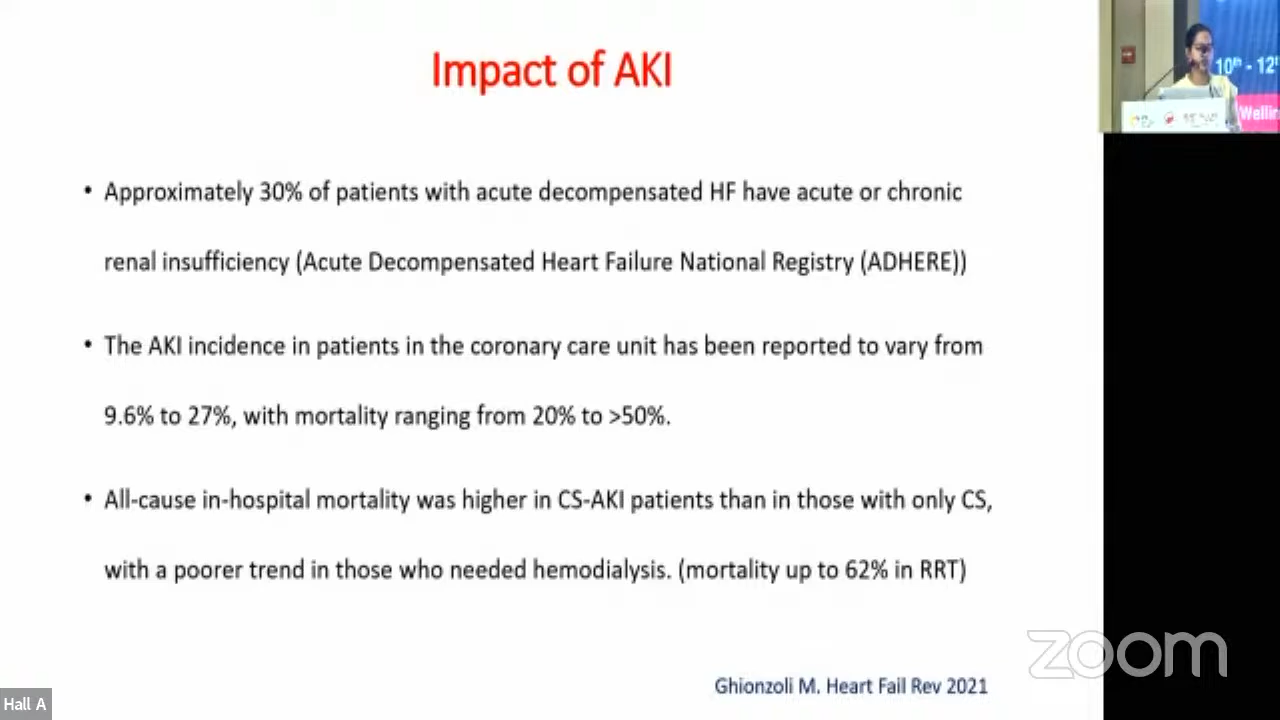 Impact of AKI
• Approximately 30% of patients with acute decompensated HF have acute or chronic
renal insufficiency (Acute Decompensated Heart Failure National Registry (ADHERE))
• The AKI incidence in patients in the coronary care unit has been reported to vary from
9.6% to 27%, with mortality ranging from 20% to >50%.
• All-cause in-hospital mortality was higher in CS-AKI patients than in those with only CS,
with a poorer trend in those who needed hemodialysis. (mortality up to 62% in RRT)
Ghionzoli M. Heart Fail Rev 2021
10th - 12t
Wellin
zoom
Hall A